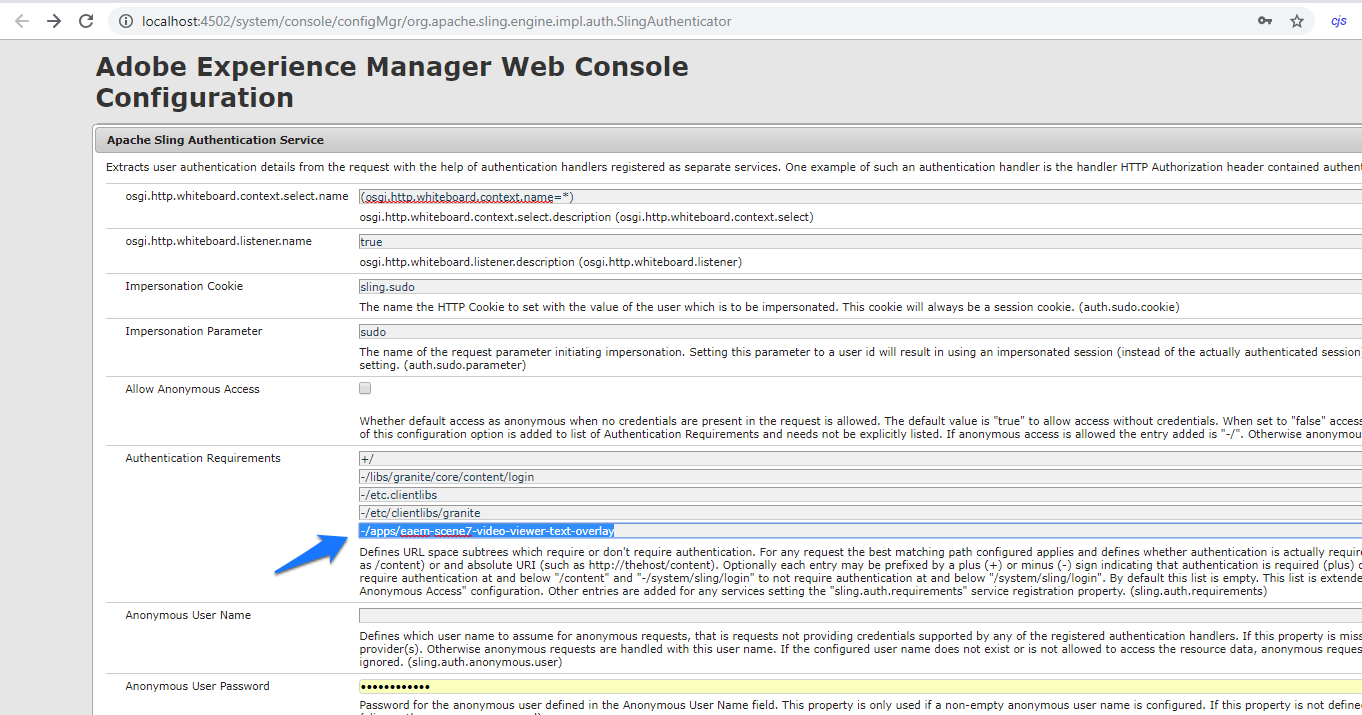 localhost:4502/system/console/configMgr/org.apache.sling.engine.impl.auth.SlingAuthenticator
cjs
Adobe Experience Manager Web Console
Configuration
Apache Sling Authentication Service
Extracts user authentication details from the request with the help of authentication handlers registered as separate services. One example of such an authentication handler is the handler HTTP Authorization header contained authent
osgi.http.whiteboard.context.select.name
(osgi.http.whiteboard.context.name=*)
osgi.http.whiteboard.context.select.description (osgi.http.whiteboard.context.select)
osgi.http.whiteboard.listener.name
true
osgi.http.whiteboard.listener.description (osgi.http.whiteboard.listener)
Impersonation Cookie
sling.sudo
The name the HTTP Cookie to set with the value of the user which is to be impersonated. This cookie will always be a session cookie. (auth.sudo.cookie)
Impersonation Parameter
sudo
The name of the request parameter initiating impersonation. Setting this parameter to a user id will result in using an impersonated session (instead of the actually authenticated session)
setting. (auth.sudo.parameter)
Allow Anonymous Access
Whether default access as anonymous when no credentials are present in the request is allowed. The default value is "true" to allow access without credentials. When set to "false" acces
of this configuration option is added to list of Authentication Requirements and needs not be explicitly listed. If anonymous access is allowed the entry added is "-/". Otherwise anonymou
Authentication Requirements
+/
-/libs/granite/core/content/login
-/etc.clientlibs
-/etc/clientlibs/granite
-/apps/eaem-scene7-video-viewer-text-overlay
Defines URL space subtrees which require or don't require authentication. For any request the best matching path configured applies and defines whether authentication is actually requir
as /content) or and absolute URI (such as http://thehost/content). Optionally each entry may be prefixed by a plus (+) or minus (-) sign indicating that authentication is required (plus) o
require authentication at and below "/content" and "-/system/sling/login" to not require authentication at and below "/system/sling/login". By default this list is empty. This list is extende
Anonymous Access" configuration. Other entries are added for any services setting the "sling.auth.requirements" service registration property. (sling.auth.requirements)
Anonymous User Name
Defines which user name to assume for anonymous requests, that is requests not providing credentials supported by any of the registered authentication handlers. If this property is miss
provider(s). Otherwise anonymous requests are handled with this user name. If the configured user name does not exist or is not allowed to access the resource data, anonymous reque
ignored. (sling.auth.anonymous.user)
Anonymous User Password
••••••••••••
Password for the anonymous user defined in the Anonymous User Name field. This property is only used if a non-empty anonymous user name is configured. If this property is not define